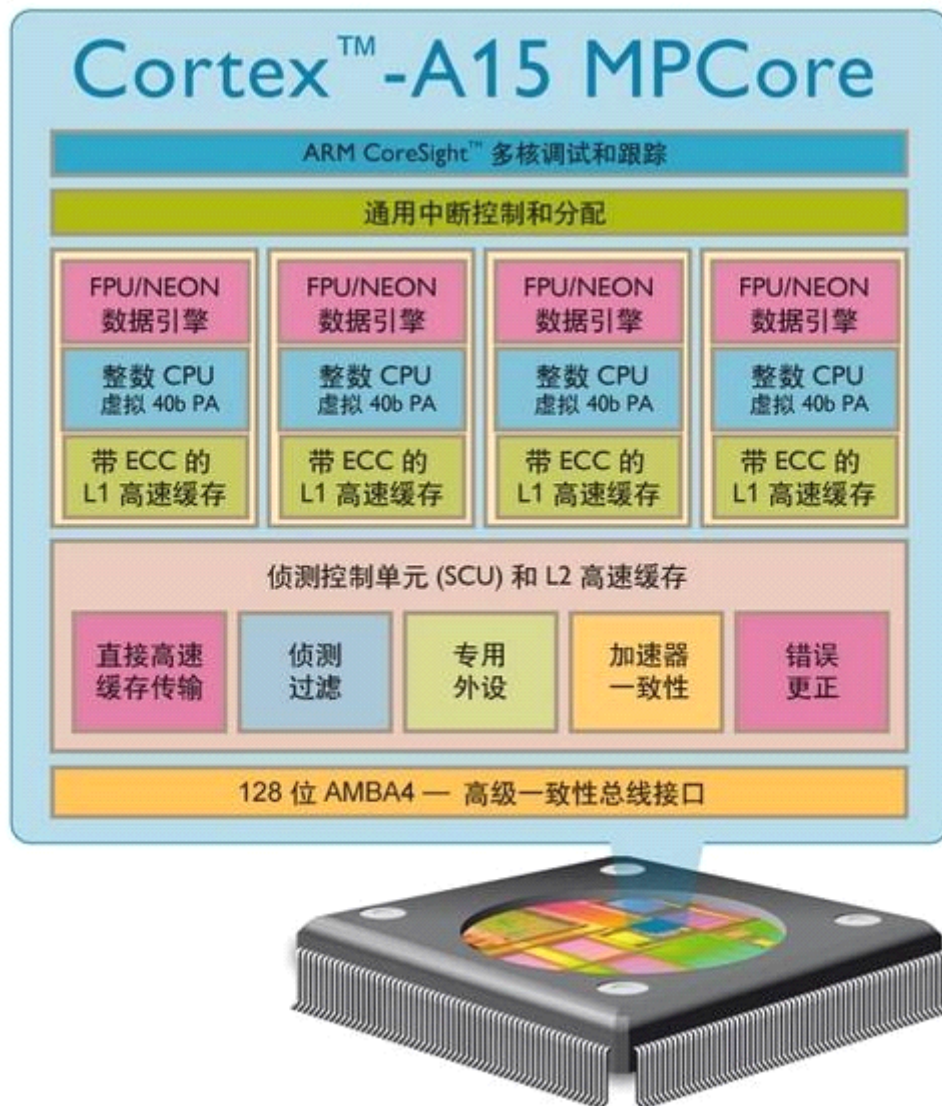 Cortex™-A15 MPCore
ARM CoreSight™ 多核调试和跟踪
通用中断控制和分配
FPU/NEON
数据引擎
整数 CPU
虚拟 40b PA
带 ECC 的
L1 高速缓存
FPU/NEON
数据引擎
整数 CPU
虚拟 40b PA
带 ECC 的
L1 高速缓存
FPU/NEON
数据引擎
整数 CPU
虚拟 40b PA
带 ECC 的
L1 高速缓存
FPU/NEON
数据引擎
整数 CPU
虚拟 40b PA
带 ECC 的
L1 高速缓存
侦测控制单元 (SCU) 和 L2 高速缓存
直接高速
缓存传输
侦测
过滤
专用
外设
加速器
一致性
错误
更正
128 位 AMBA4 — 高级一致性总线接口